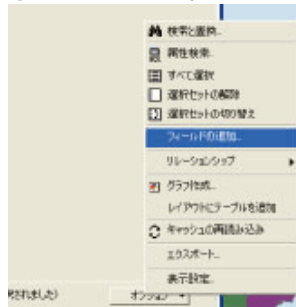 検索と置換...
属性検索...
すべて選択
選択セットの解除
選択セットの切り替え
フィールドの追加...
リレーションシップ
グラフ作成...
レイアウトにテーブルを追加
キャッシュの再読み込み
エクスポート...
表示設定...
されました)
オプション